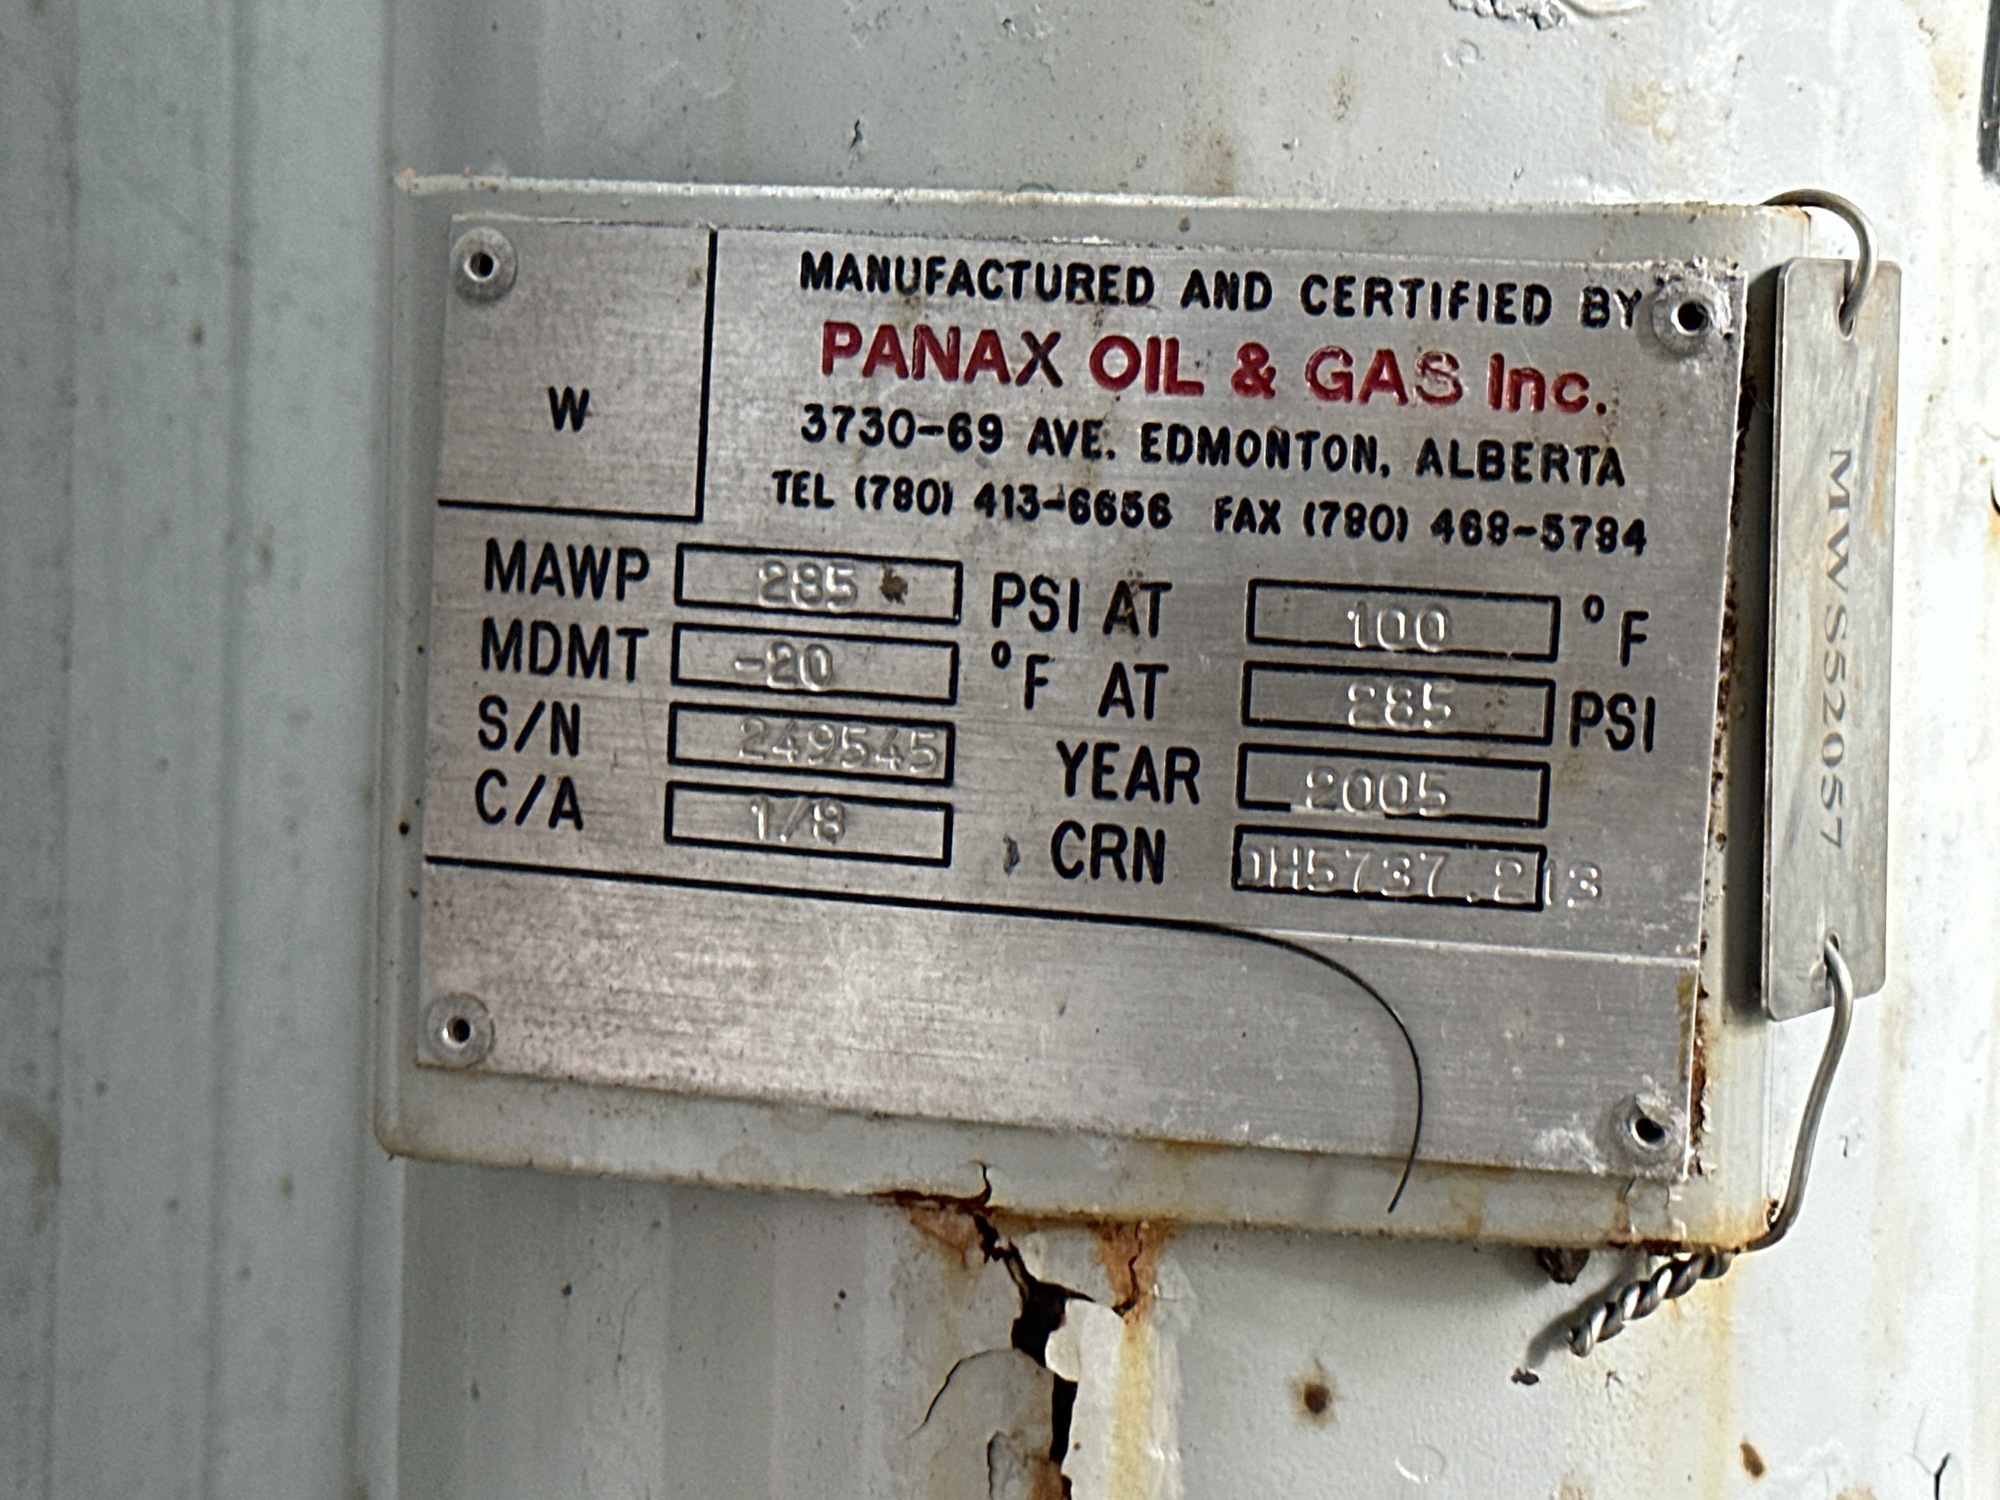 MANUFACTURED AND CERTIFIED BY
PANAX OIL & GAS Inc.
3730-69 AVE. EDMONTON, ALBERTA
TEL (780) 413-6656 FAX (780) 468-5784
W
MAWP 285 PSI AT 100 °F
MDMT -20 °F AT 285 PSI
S/N 249545 YEAR 2005
C/A 1/8 CRN OH5737.213
MWS52057